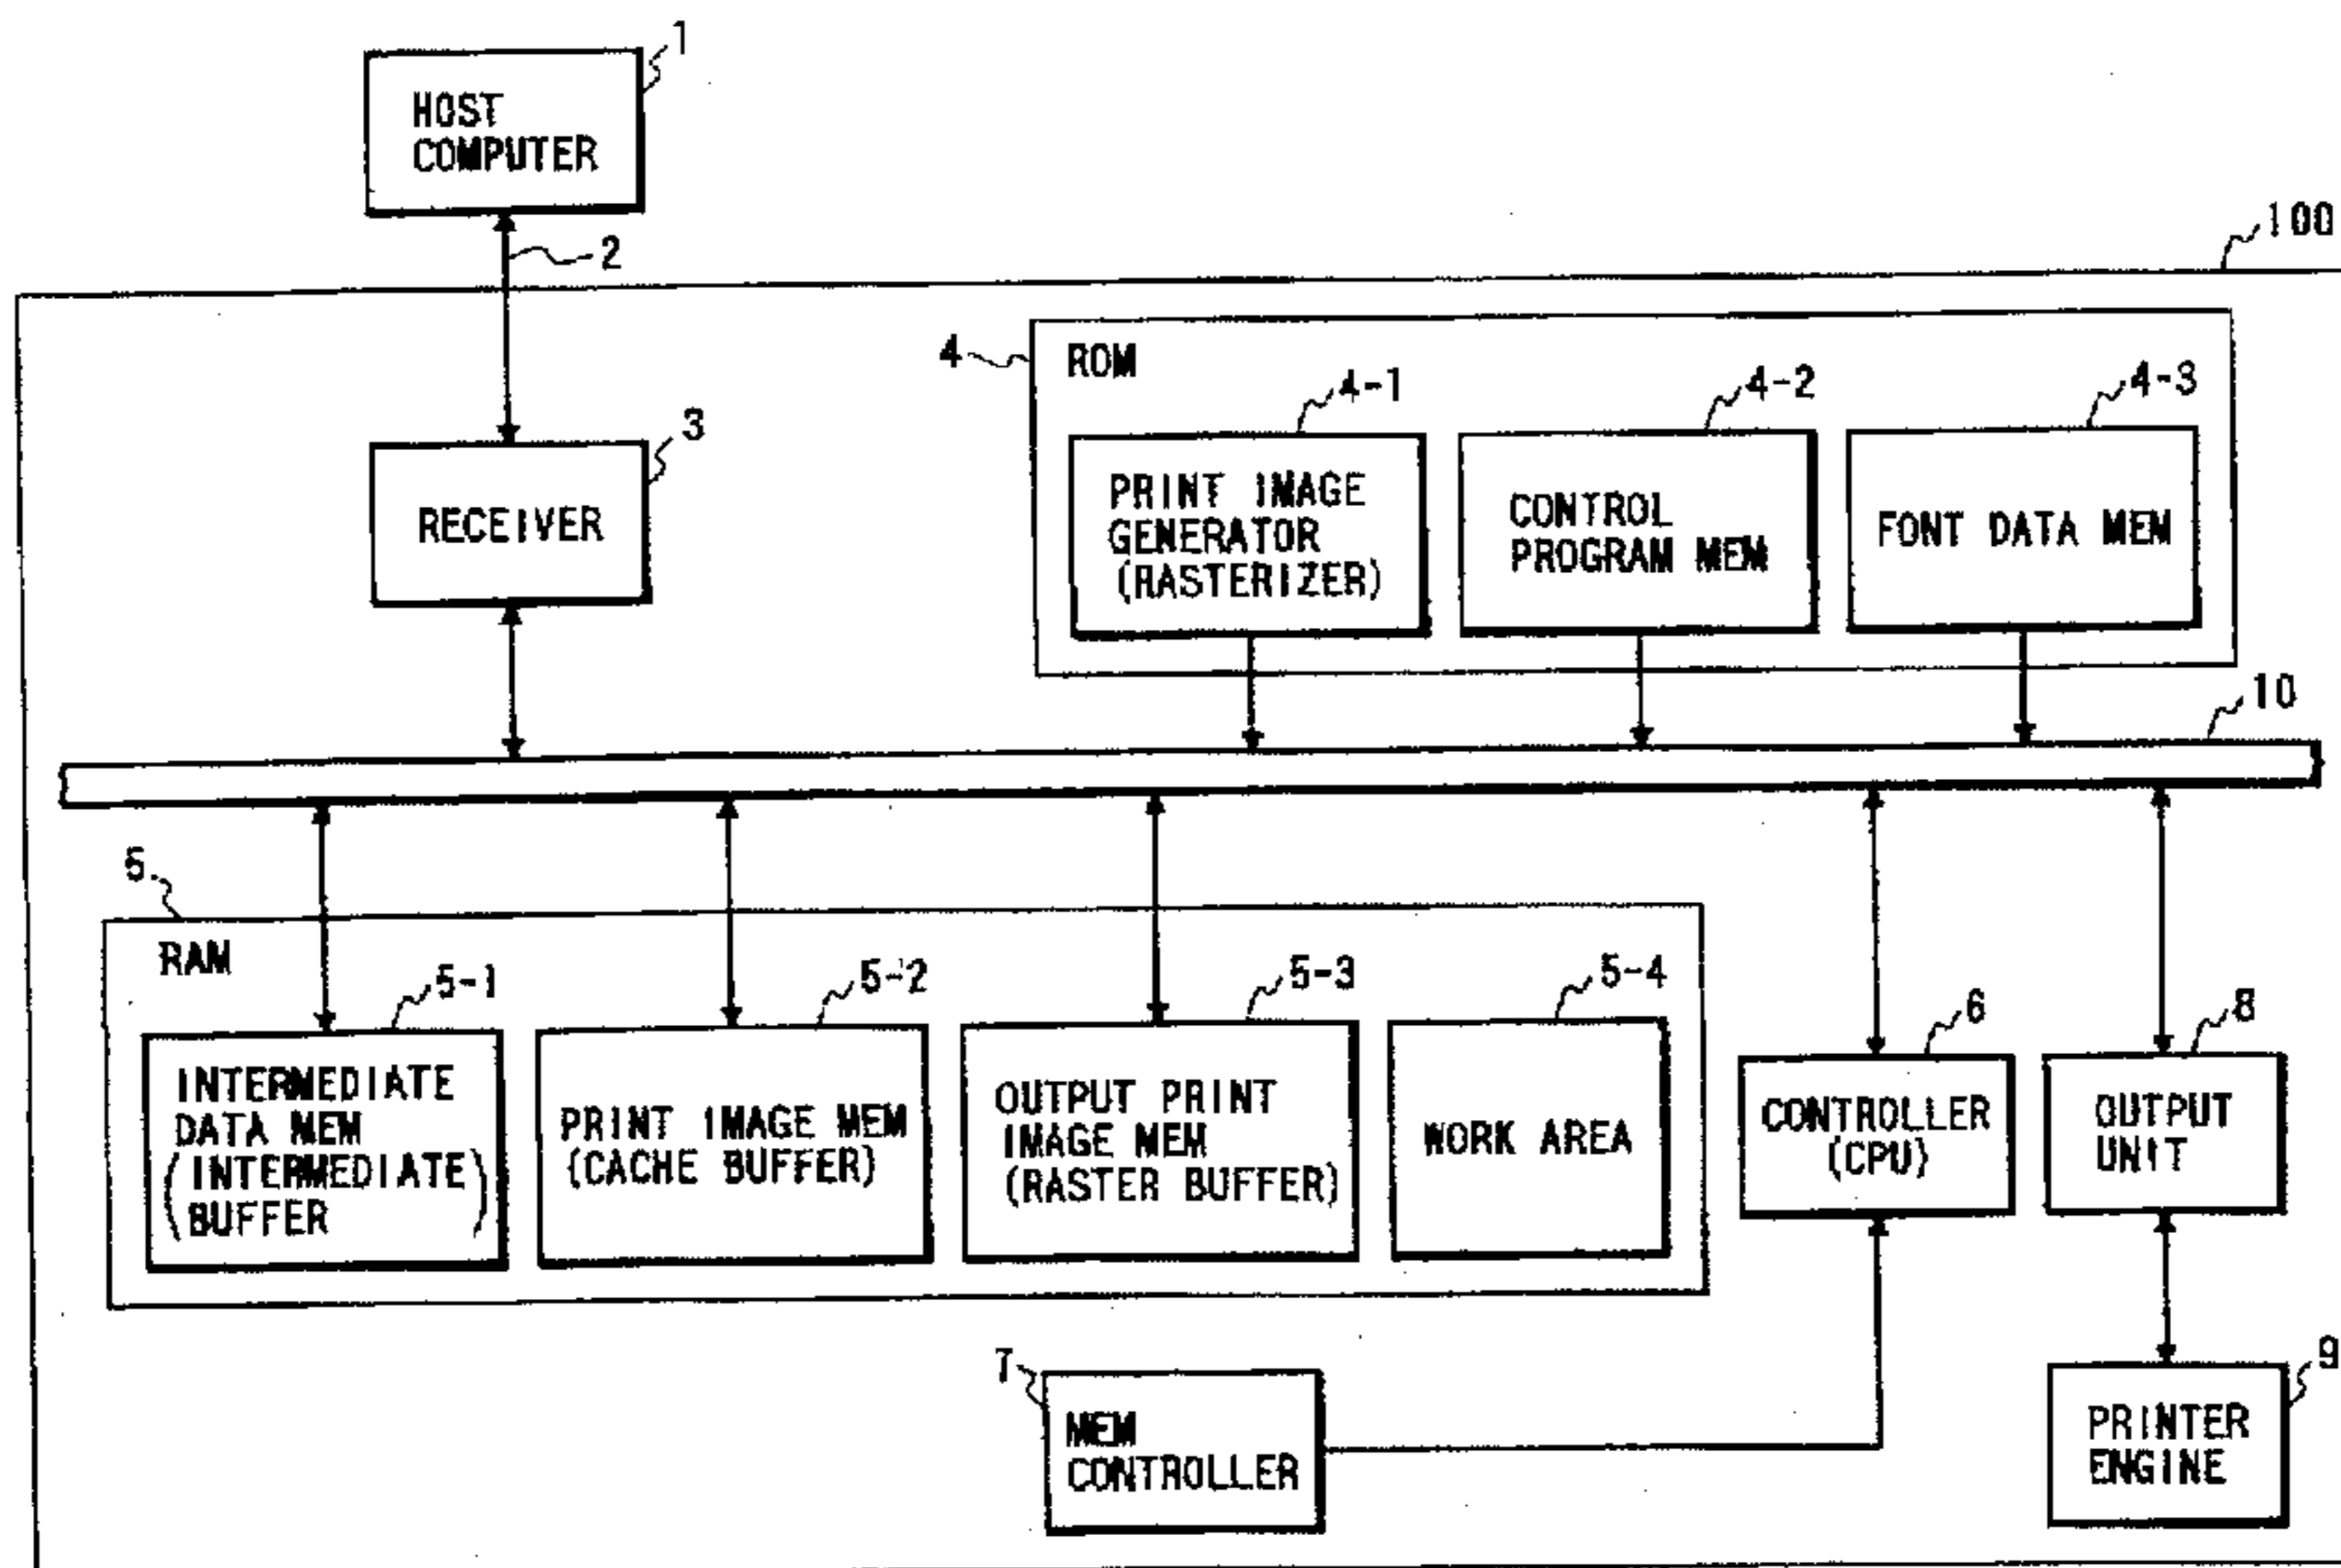 1
HOST
COMPUTER
2
100
4
ROM
4-1
4-2
4-3
3
PRINT IMAGE
GENERATOR
(RASTERIZER)
CONTROL
PROGRAM MEM
FONT DATA MEM
RECEIVER
10
5
RAM
5-1
5-2
5-3
5-4
6
8
INTERMEDIATE
DATA MEM
(INTERMEDIATE
BUFFER)
PRINT IMAGE MEM
(CACHE BUFFER)
OUTPUT PRINT
IMAGE MEM
(RASTER BUFFER)
WORK AREA
CONTROLLER
(CPU)
OUTPUT
UNIT
7
MEM
CONTROLLER
9
PRINTER
ENGINE